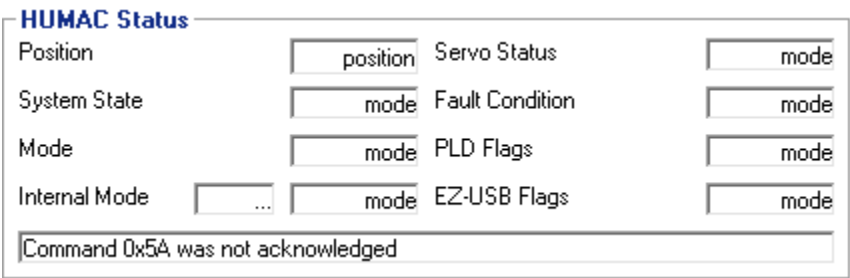 HUMAC Status
Position position Servo Status mode
System State mode Fault Condition mode
Mode mode PLD Flags mode
Internal Mode ... mode EZ-USB Flags mode
Command 0x5A was not acknowledged